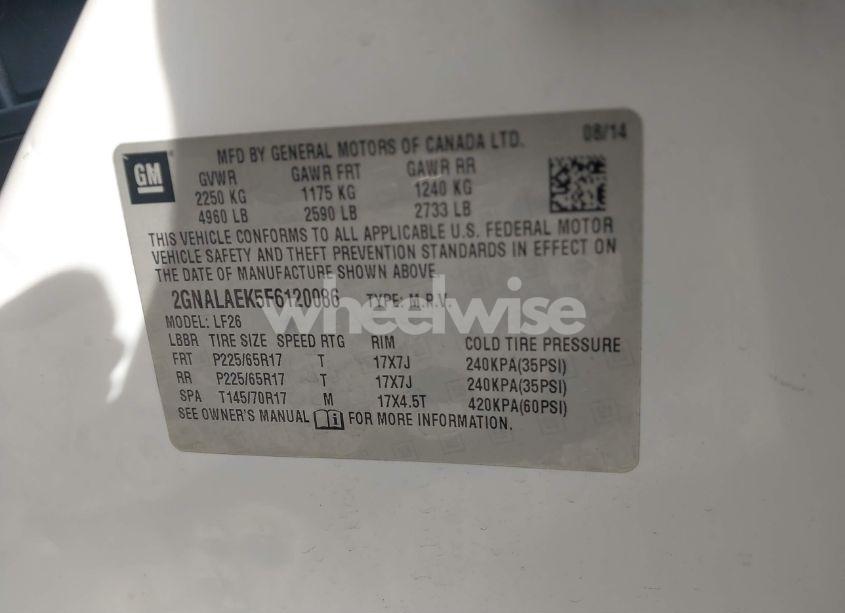 GM
MFD BY GENERAL MOTORS OF CANADA LTD. 08/14
GVWR GAWR FRT GAWR RR
2250 KG 1175 KG 1240 KG
4960 LB 2590 LB 2733 LB
THIS VEHICLE CONFORMS TO ALL APPLICABLE U.S. FEDERAL MOTOR
VEHICLE SAFETY AND THEFT PREVENTION STANDARDS IN EFFECT ON
THE DATE OF MANUFACTURE SHOWN ABOVE.
2GNALAEK5F6120086 TYPE: M.P.V.
MODEL: LF26
LBBR TIRE SIZE SPEED RTG RIM COLD TIRE PRESSURE
FRT P225/65R17 T 17X7J 240KPA(35PSI)
RR P225/65R17 T 17X7J 240KPA(35PSI)
SPA T145/70R17 M 17X4.5T 420KPA(60PSI)
SEE OWNER'S MANUAL FOR MORE INFORMATION.
wheelwise